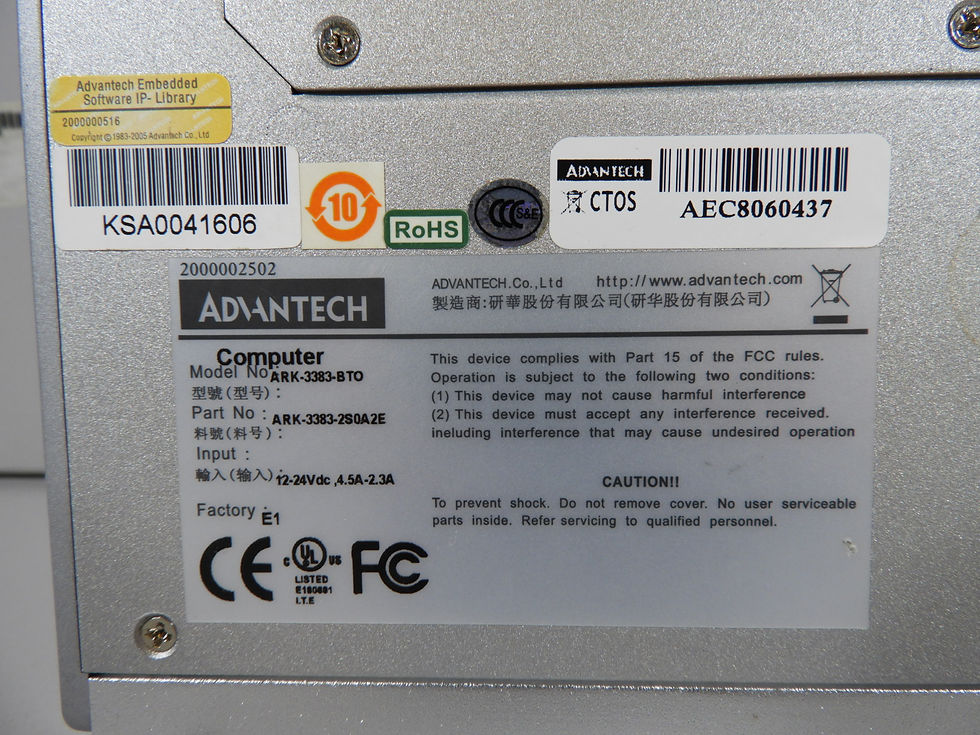 Advantech Embedded
Software IP- Library
2000000516
Copyright © 1983-2005 Advantech Co., Ltd
KSA0041606
10
RoHS
CCC S&E
ADVANTECH
CTOS
AEC8060437
2000002502
ADVANTECH
ADVANTECH.Co.,Ltd http://www.advantech.com
製造商:研華股份有限公司(研华股份有限公司)
Computer
Model No
ARK-3383-BTO
型號(型号):
Part No : ARK-3383-2S0A2E
料號(料号):
Input :
輸入(输入): 12-24Vdc ,4.5A-2.3A
Factory : E1
CE
C UL US
LISTED
I.T.E
FC
This device complies with Part 15 of the FCC rules.
Operation is subject to the following two conditions:
(1) This device may not cause harmful interference
(2) This device must accept any interference received.
including interference that may cause undesired operation
CAUTION!!
To prevent shock. Do not remove cover. No user serviceable
parts inside. Refer servicing to qualified personnel.